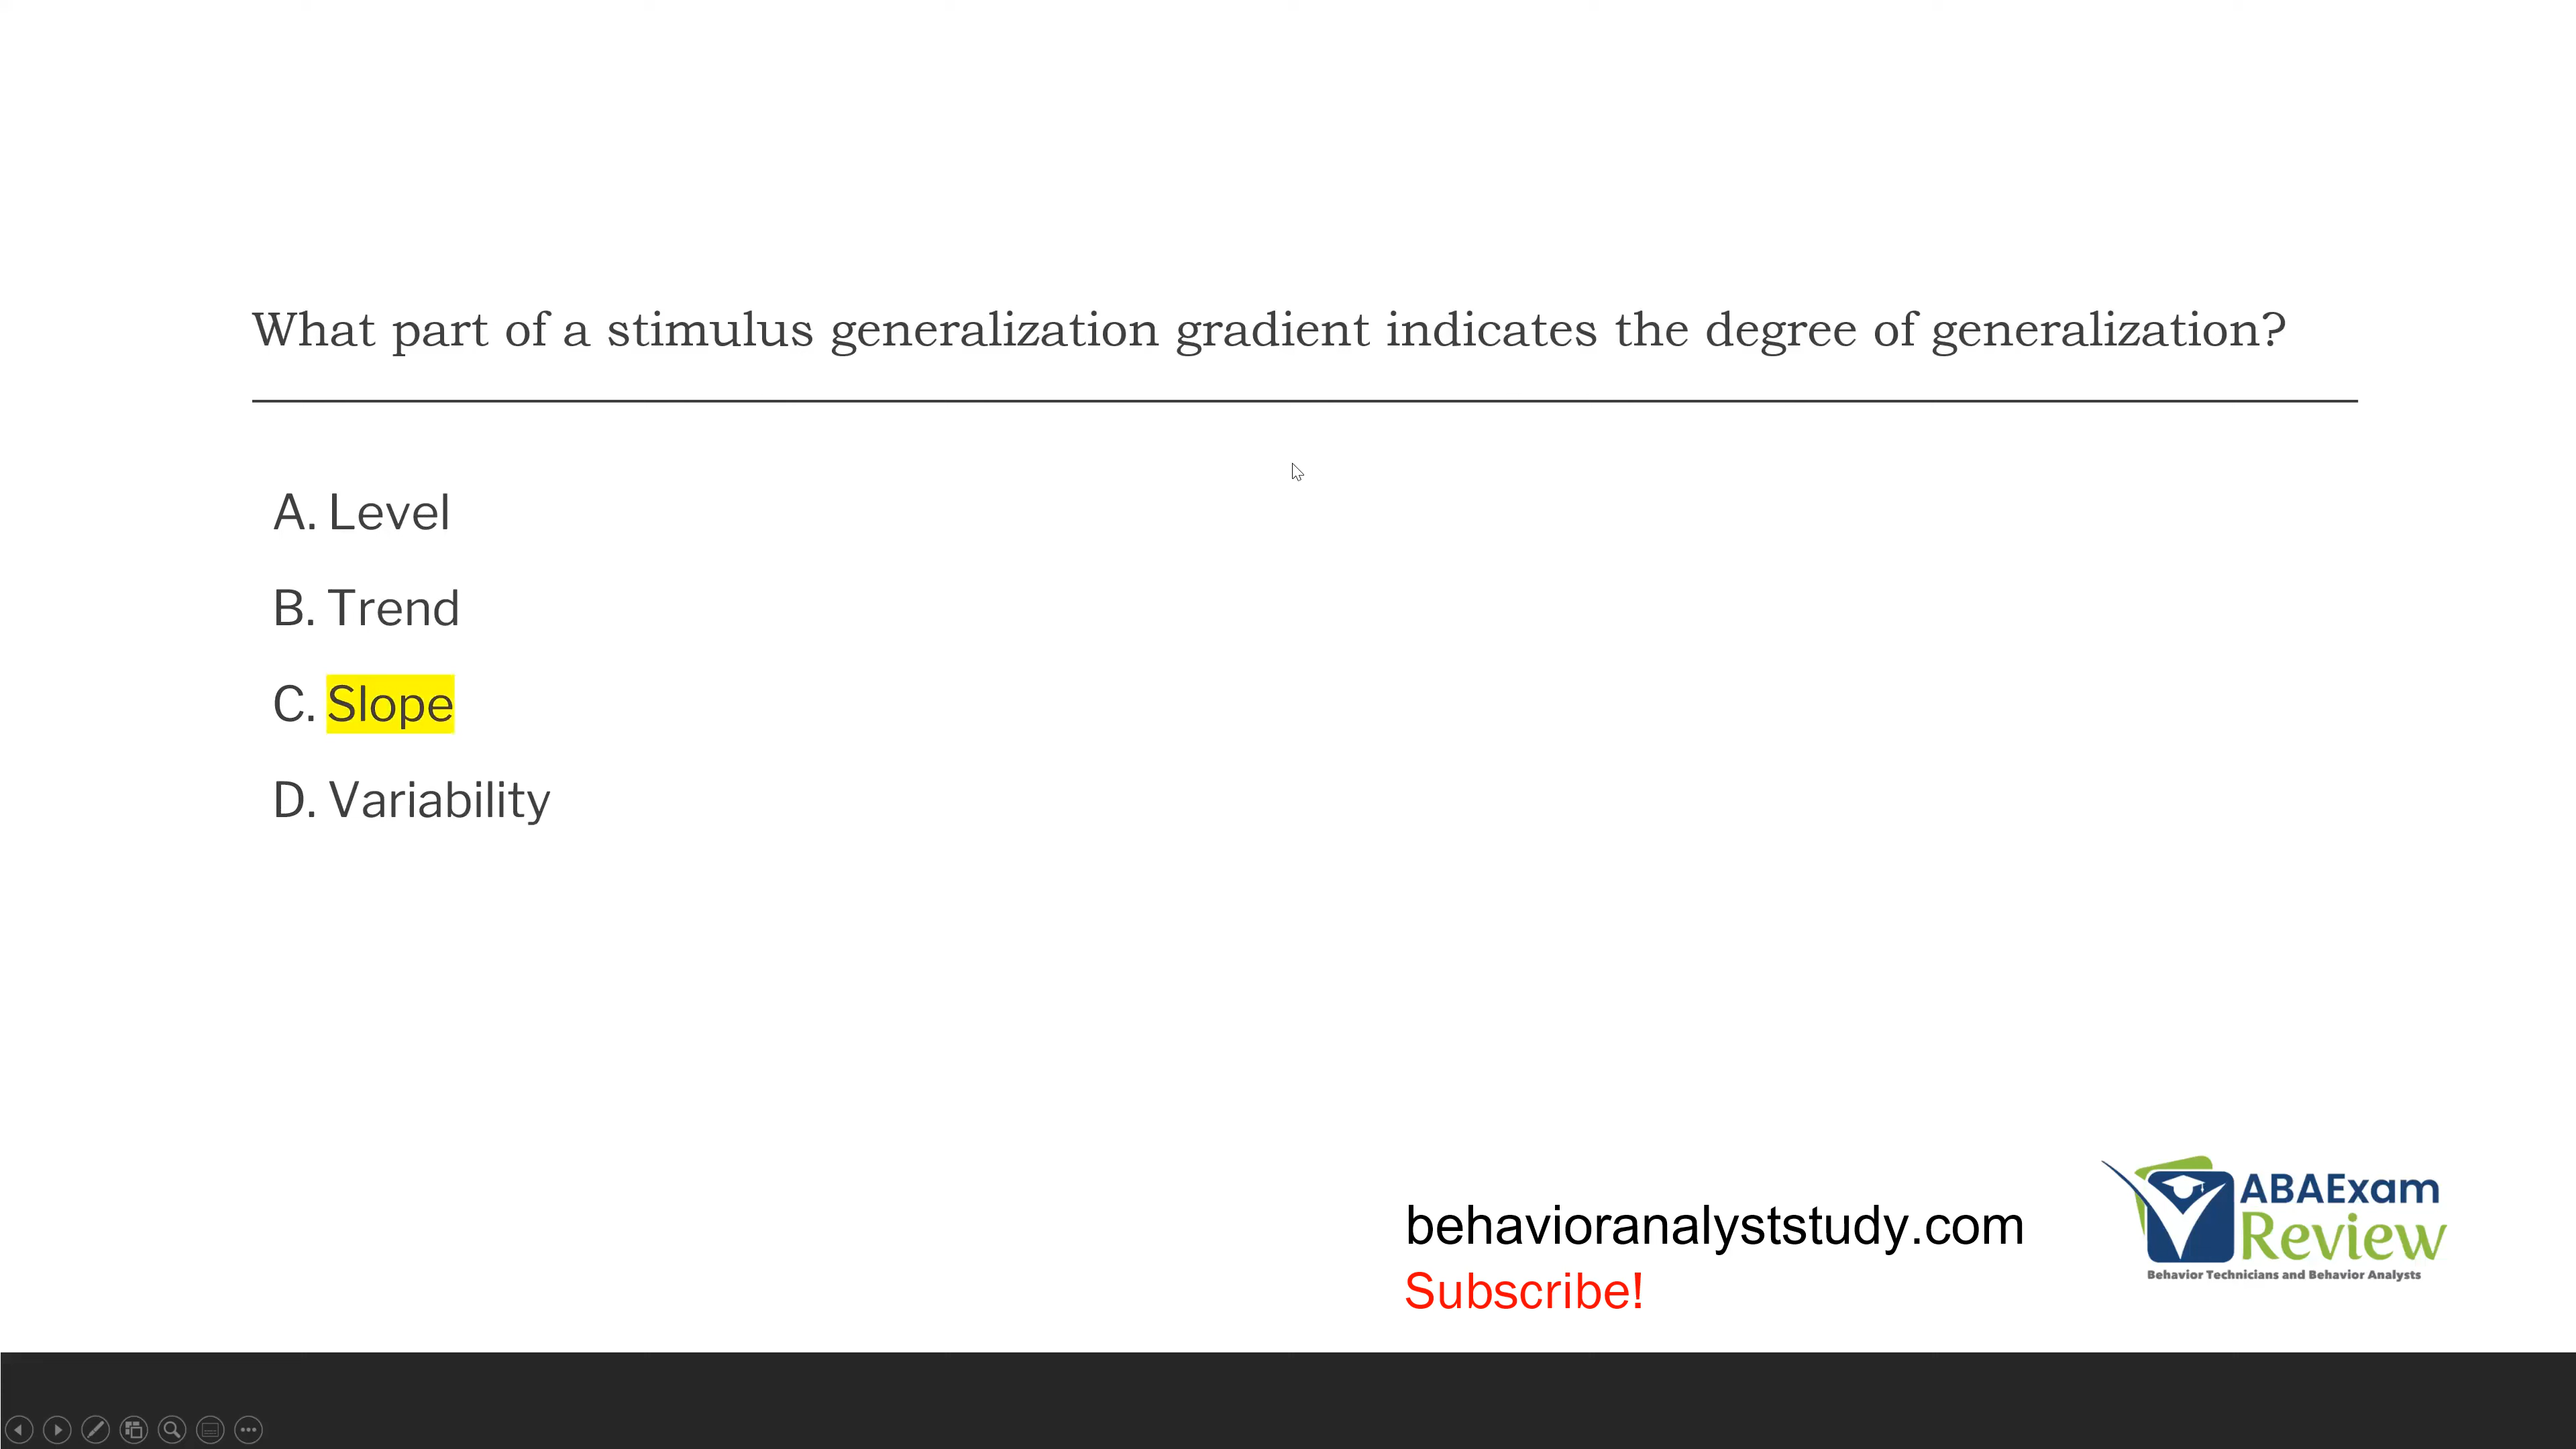 What part of a stimulus generalization gradient indicates the degree of generalization?
A. Level
B. Trend
C. Slope
D. Variability
behavioranalyststudy.com
Subscribe!
ABAExam
Review
Behavior Technicians and Behavior Analysts